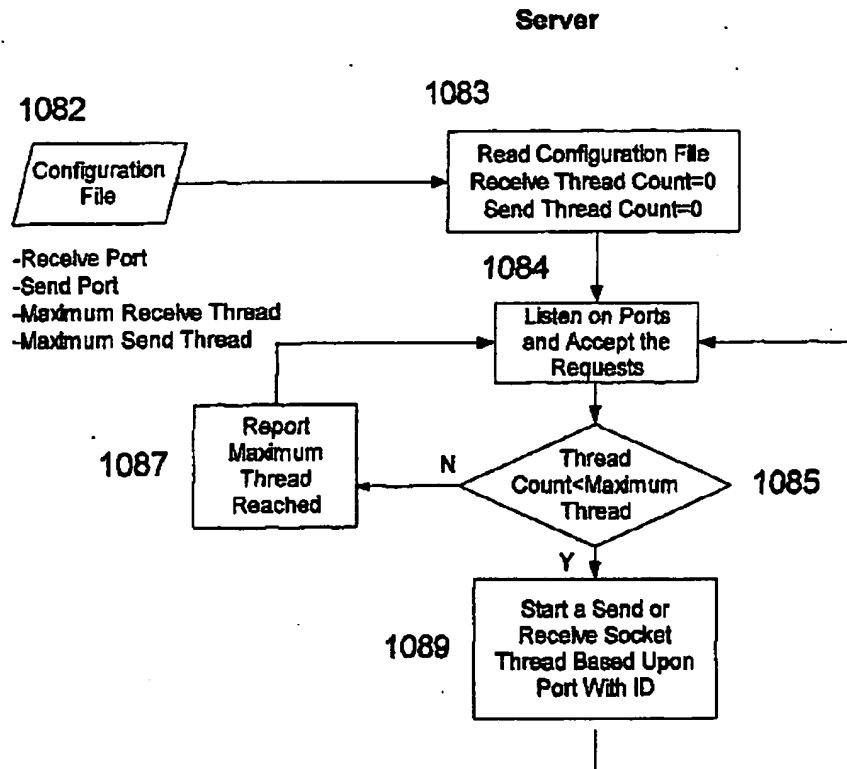 Server
1082
1083
Configuration
File
Read Configuration File
Receive Thread Count=0
Send Thread Count=0
-Receive Port
-Send Port
-Maximum Receive Thread
-Maximum Send Thread
1084
Listen on Ports
and Accept the
Requests
Report
Maximum
Thread
Reached
1087
N
Thread
Count<Maximum
Thread
1085
Y
Start a Send or
Receive Socket
Thread Based Upon
Port With ID
1089